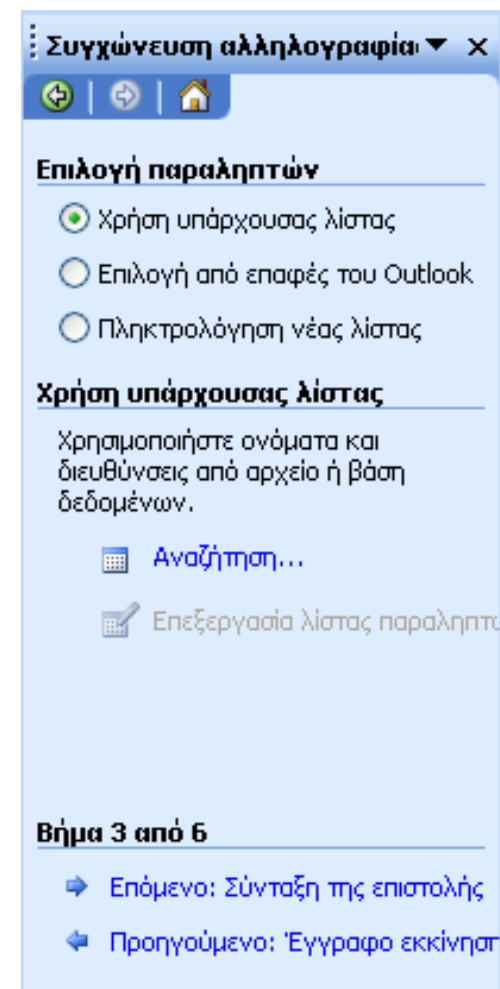 Συγχώνευση αλληλογραφία
Επιλογή παραληπτών
Χρήση υπάρχουσας λίστας
Επιλογή από επαφές του Outlook
Πληκτρολόγηση νέας λίστας
Χρήση υπάρχουσας λίστας
Χρησιμοποιήστε ονόματα και
διευθύνσεις από αρχείο ή βάση
δεδομένων.
Αναζήτηση...
Επεξεργασία λίστας παραληπτώ
Βήμα 3 από 6
Επόμενο: Σύνταξη της επιστολής
Προηγούμενο: Έγγραφο εκκίνησ